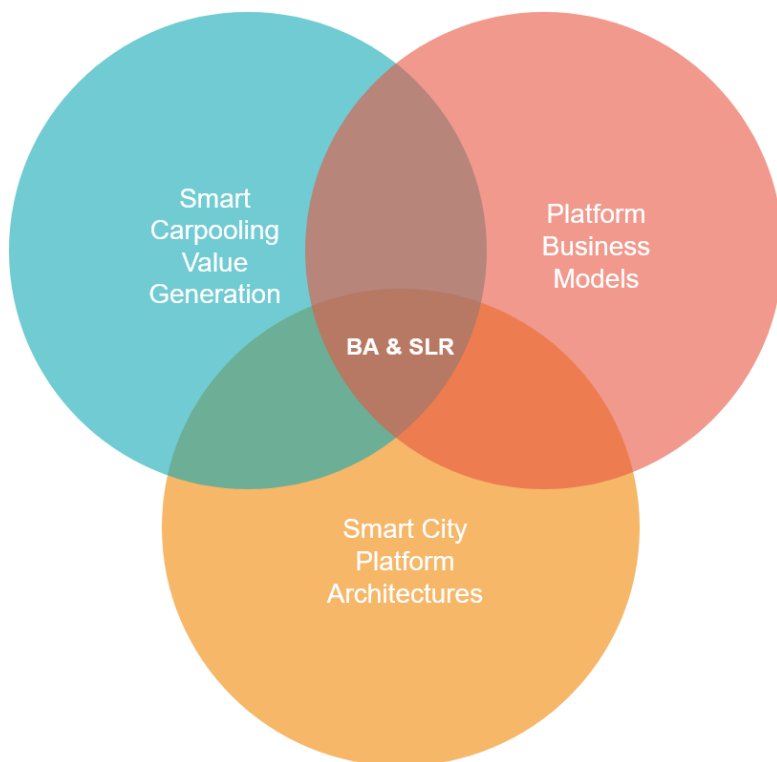 Smart
Carpooling
Value
Generation
Platform
Business
Models
BA & SLR
Smart City
Platform
Architectures